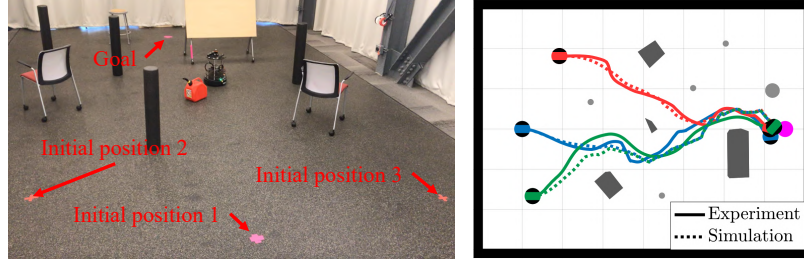 Goal
Initial position 2
Initial position 3
Initial position 1
Experiment
Simulation